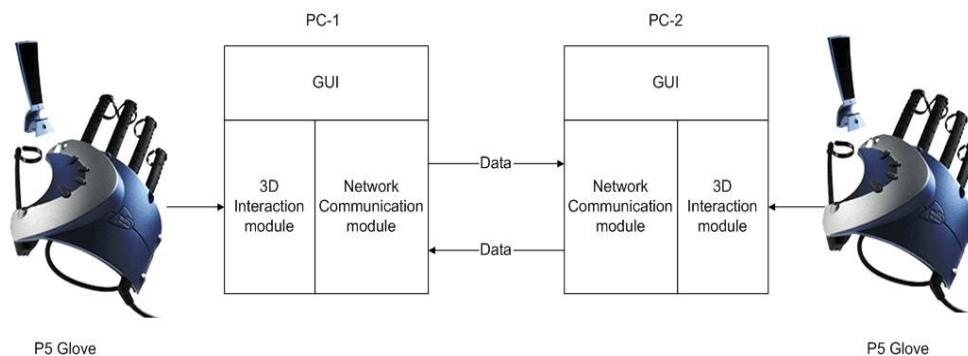 PC-1
PC-2
GUI
GUI
3D
Interaction
module
Network
Communication
module
Data
Data
Network
Communication
module
3D
Interaction
module
P5 Glove
P5 Glove